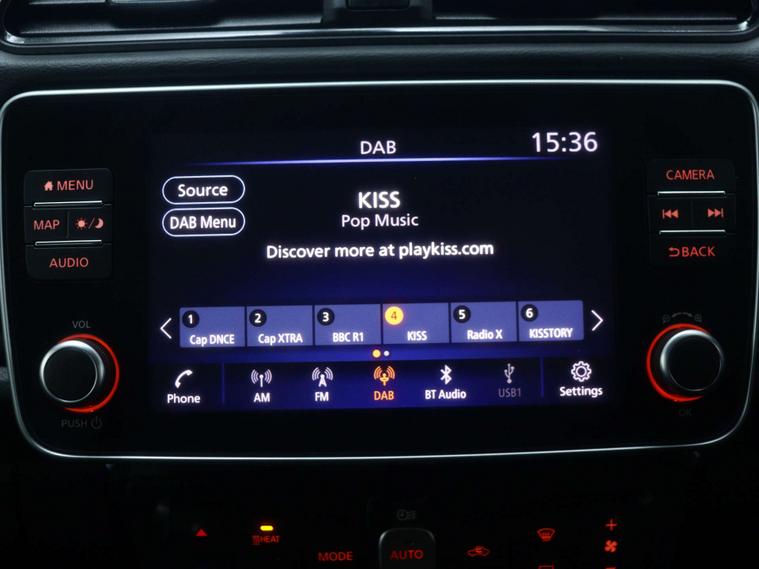 DAB
15:36
MENU
MAP
AUDIO
VOL
PUSH
Source
DAB Menu
KISS
Pop Music
Discover more at playkiss.com
1 Cap DNCE
2 Cap XTRA
3 BBC R1
4 KISS
5 Radio X
6 KISSTORY
Phone
AM
FM
DAB
BT Audio
USB1
Settings
CAMERA
BACK
OK
HEAT
MODE
AUTO
+